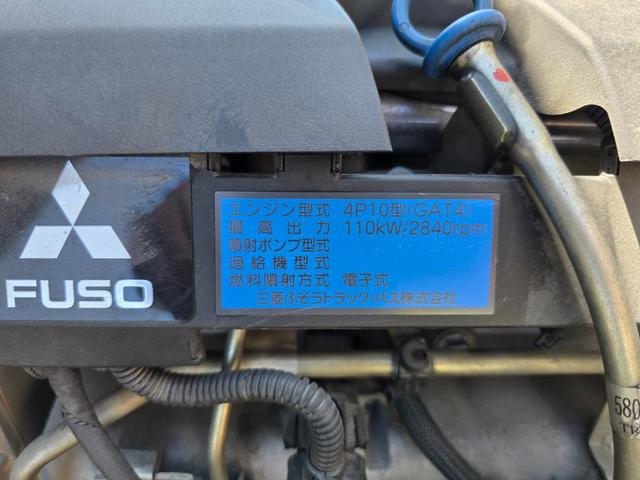 FUSO
エンジン型式 4P10型(GAT4)
最高出力 110kW/2840rpm
噴射ポンプ型式
過給機型式
燃料噴射方式 電子式
三菱ふそうトラック・バス株式会社
580